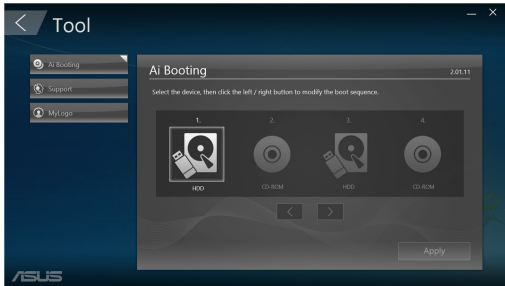 Tool
Ai Booting
Support
MyLogo
Ai Booting
2.01.11
Select the device, then click the left / right button to modify the boot sequence.
1. 2. 3. 4.
HDD CD-ROM HDD CD-ROM
Apply
ASUS